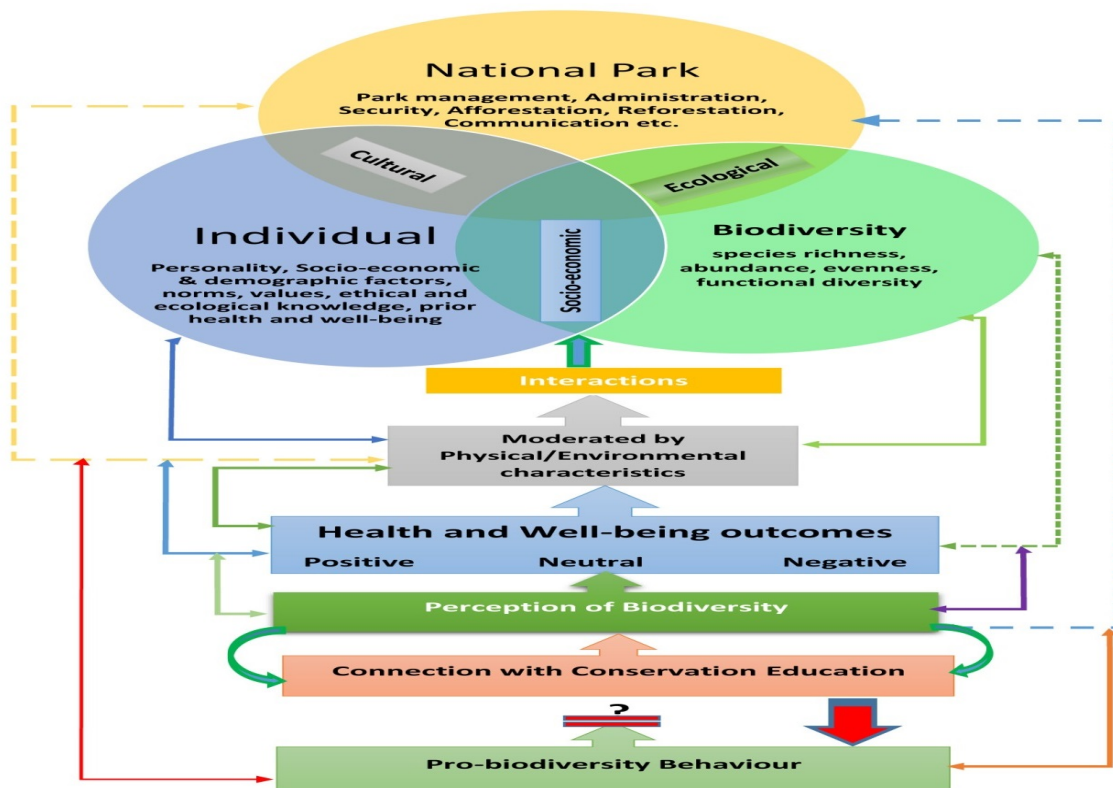 National Park
Park management, Administration,
Security, Afforestation, Reforestation,
Communication etc.
Cultural
Ecological
Individual
Personality, Socio-economic
& demographic factors,
norms, values, ethical and
ecological knowledge, prior
health and well-being
Socio-economic
Biodiversity
species richness,
abundance, evenness,
functional diversity
Interactions
Moderated by
Physical/Environmental
characteristics
Health and Well-being outcomes
Positive Neutral Negative
Perception of Biodiversity
Connection with Conservation Education
?
Pro-biodiversity Behaviour